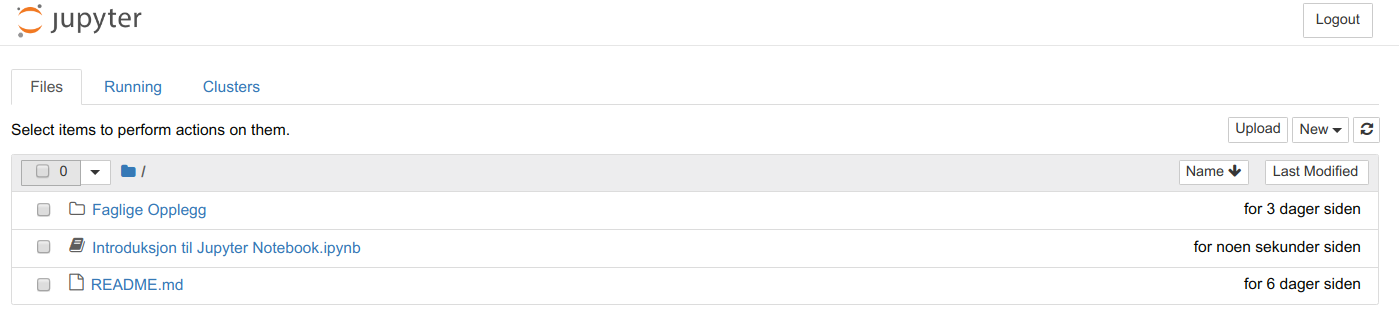 jupyter
Logout
Files Running Clusters
Select items to perform actions on them.
Upload New
0 / Name Last Modified
Faglige Opplegg for 3 dager siden
Introduksjon til Jupyter Notebook.ipynb for noen sekunder siden
README.md for 6 dager siden